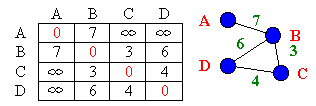 A B C D
A 0 7 ∞ ∞
B 7 0 3 6
C ∞ 3 0 4
D ∞ 6 4 0
A 7 B
6 3
D 4 C